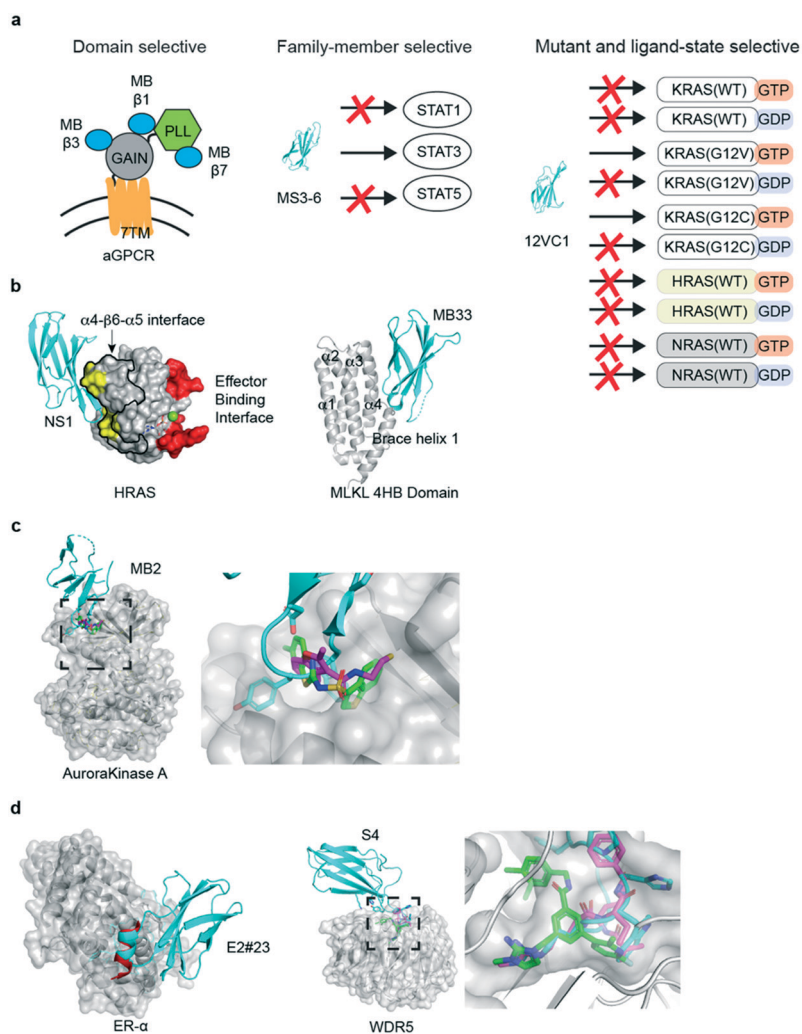 a
Domain selective
MB
β1
MB
β3
PLL
GAIN
MB
β7
7TM
aGPCR
Family-member selective
STAT1
STAT3
STAT5
MS3-6
Mutant and ligand-state selective
KRAS(WT) GTP
KRAS(WT) GDP
KRAS(G12V) GTP
KRAS(G12V) GDP
KRAS(G12C) GTP
KRAS(G12C) GDP
HRAS(WT) GTP
HRAS(WT) GDP
NRAS(WT) GTP
NRAS(WT) GDP
12VC1
b
α4-β6-α5 interface
NS1
Effector
Binding
Interface
HRAS
MB33
α2
α3
α1
α4
Brace helix 1
MLKL 4HB Domain
c
MB2
AuroraKinase A
d
E2#23
ER-α
S4
WDR5